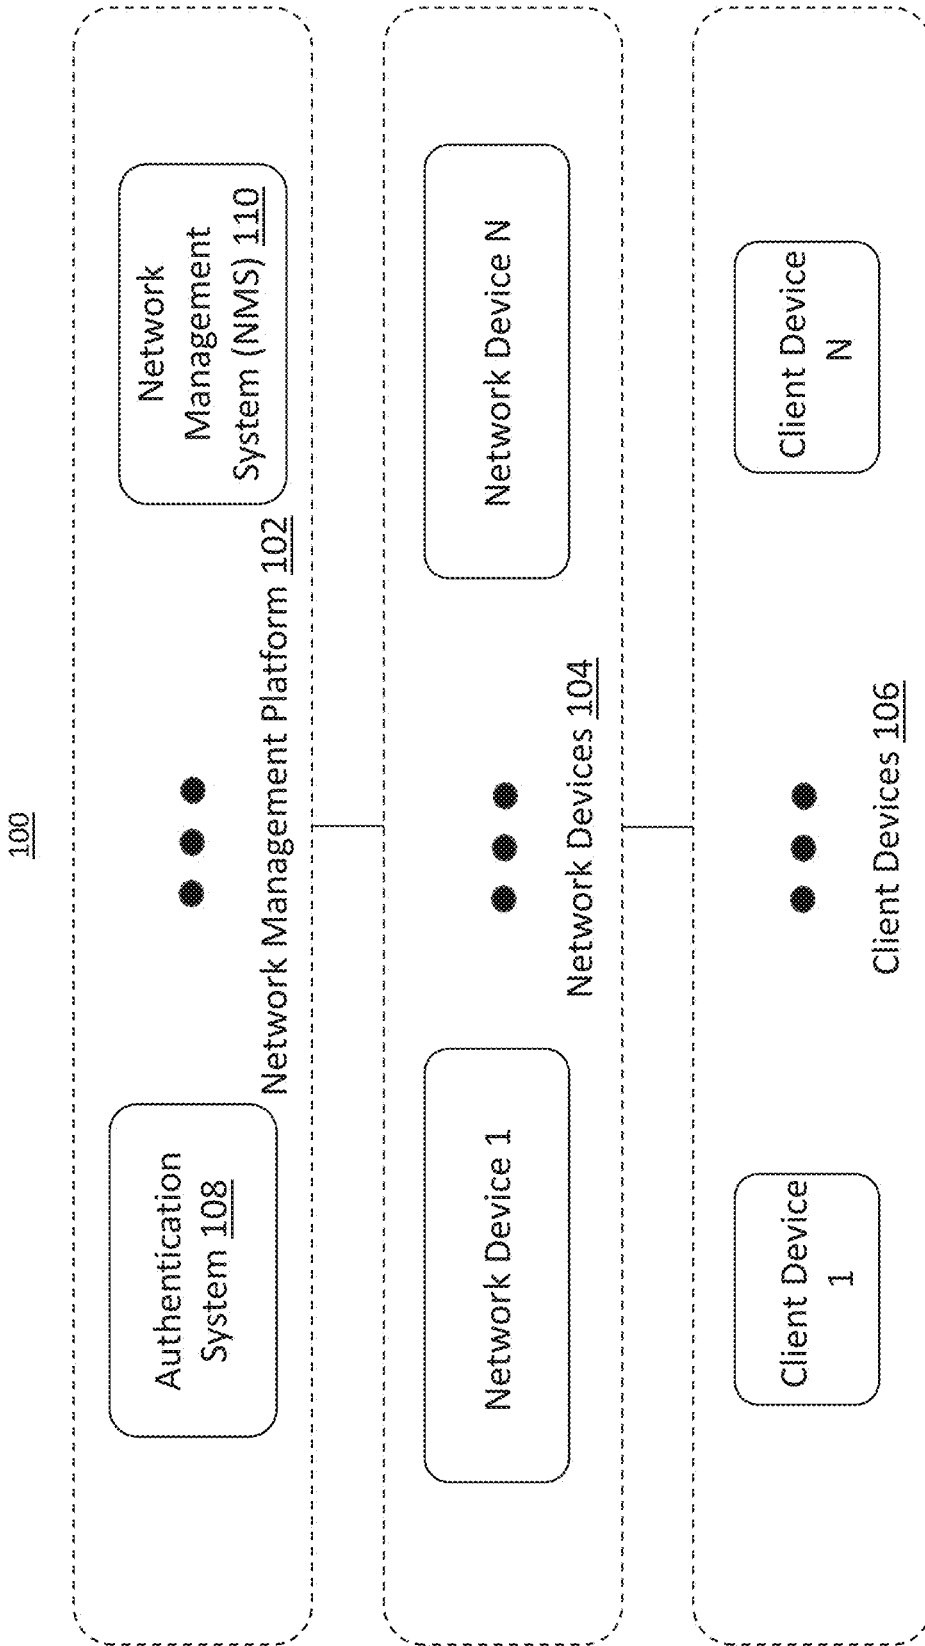 100
Authentication
System 108
Network
Management
System (NMS) 110
Network Management Platform 102
Network Device 1
Network Device N
Network Devices 104
Client Device
1
Client Device
N
Client Devices 106